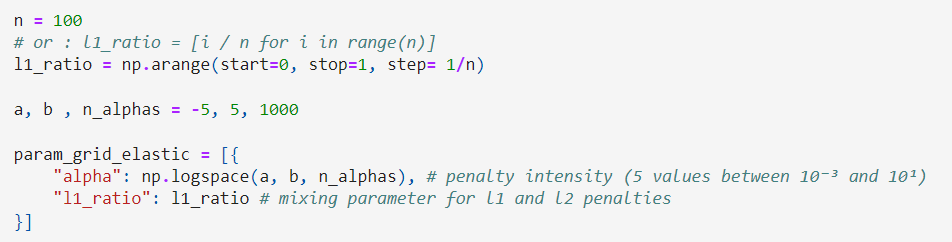 n = 100
# or : l1_ratio = [i / n for i in range(n)]
l1_ratio = np.arange(start=0, stop=1, step= 1/n)
a, b , n_alphas = -5, 5, 1000
param_grid_elastic = [{
    "alpha": np.logspace(a, b, n_alphas), # penalty intensity (5 values between 10⁻³ and 10¹)
    "l1_ratio": l1_ratio # mixing parameter for l1 and l2 penalties
}]